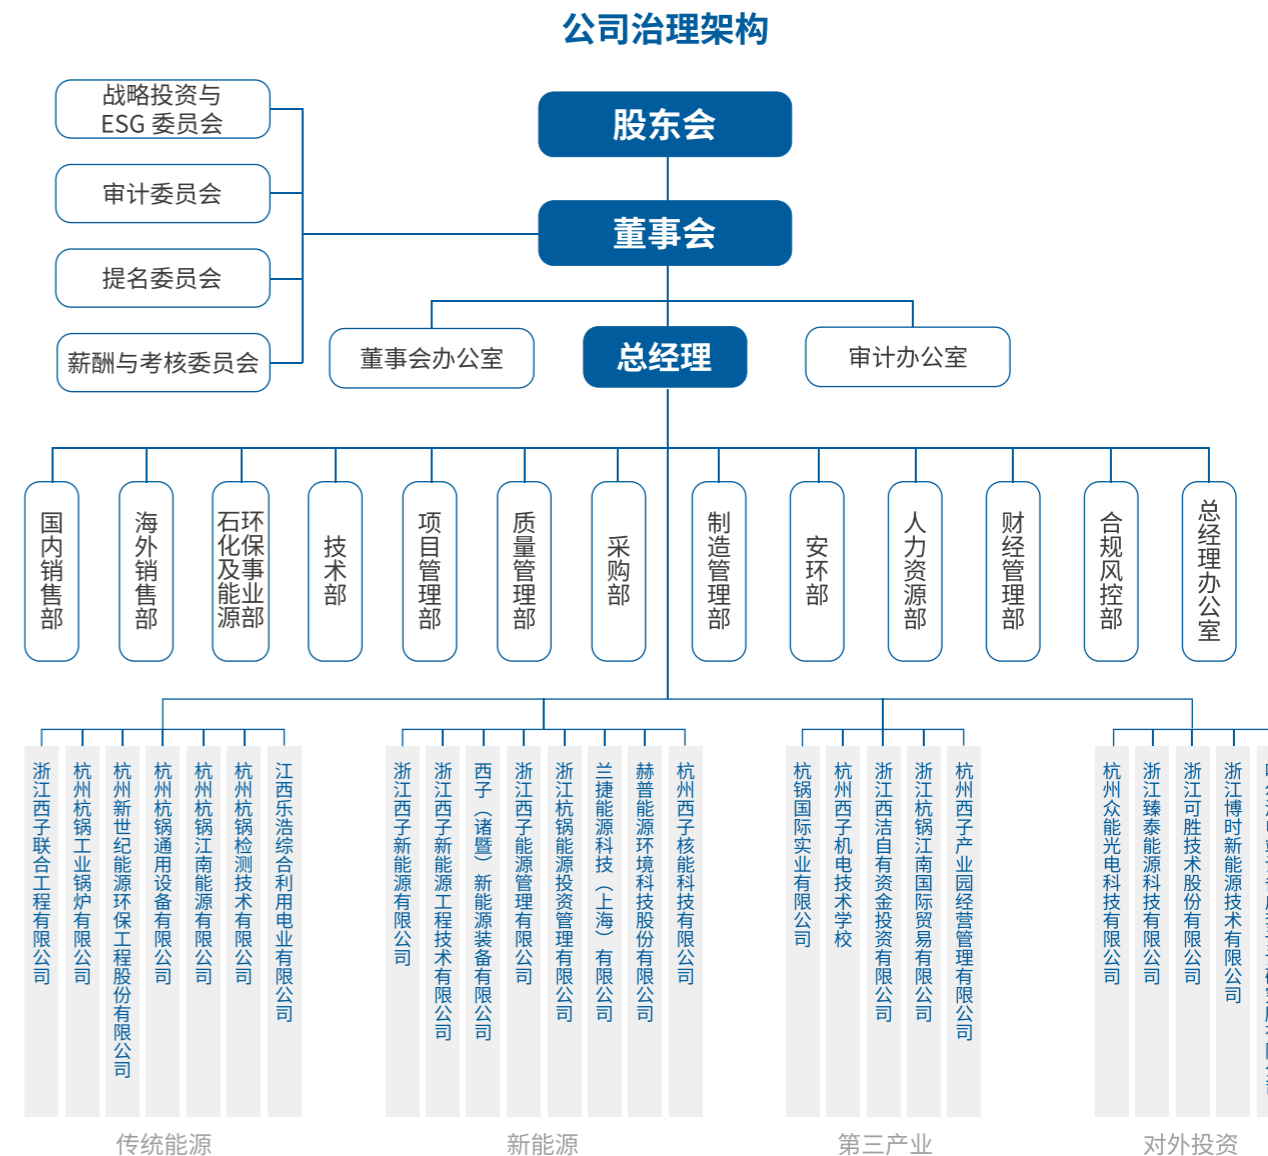 公司治理架构
战略投资与
ESG 委员会
审计委员会
提名委员会
薪酬与考核委员会
股东会
董事会
董事会办公室
总经理
审计办公室
国内销售部
海外销售部
石化及能源
环保事业部
技术部
项目管理部
质量管理部
采购部
制造管理部
安环部
人力资源部
财经管理部
合规风控部
总经理办公室
浙江西子联合工程有限公司
杭州杭锅工业锅炉有限公司
杭州新世纪能源环保工程股份有限公司
杭州杭锅通用设备有限公司
杭州杭锅江南能源有限公司
杭州杭锅检测技术有限公司
江西乐浩综合利用电业有限公司
传统能源
浙江西子新能源有限公司
浙江西子新能源工程技术有限公司
西子（诸暨）新能源装备有限公司
浙江西子能源管理有限公司
浙江杭锅能源投资管理有限公司
兰捷能源科技（上海）有限公司
赫普能源环境科技股份有限公司
杭州西子核能科技有限公司
新能源
杭锅国际实业有限公司
杭州西子机电技术学校
浙江西洁自有资金投资有限公司
浙江杭锅江南国际贸易有限公司
杭州西子产业园经营管理有限公司
第三产业
杭州众能光电科技有限公司
浙江臻泰能源科技有限公司
浙江可胜技术股份有限公司
浙江博时新能源技术有限公司
对外投资